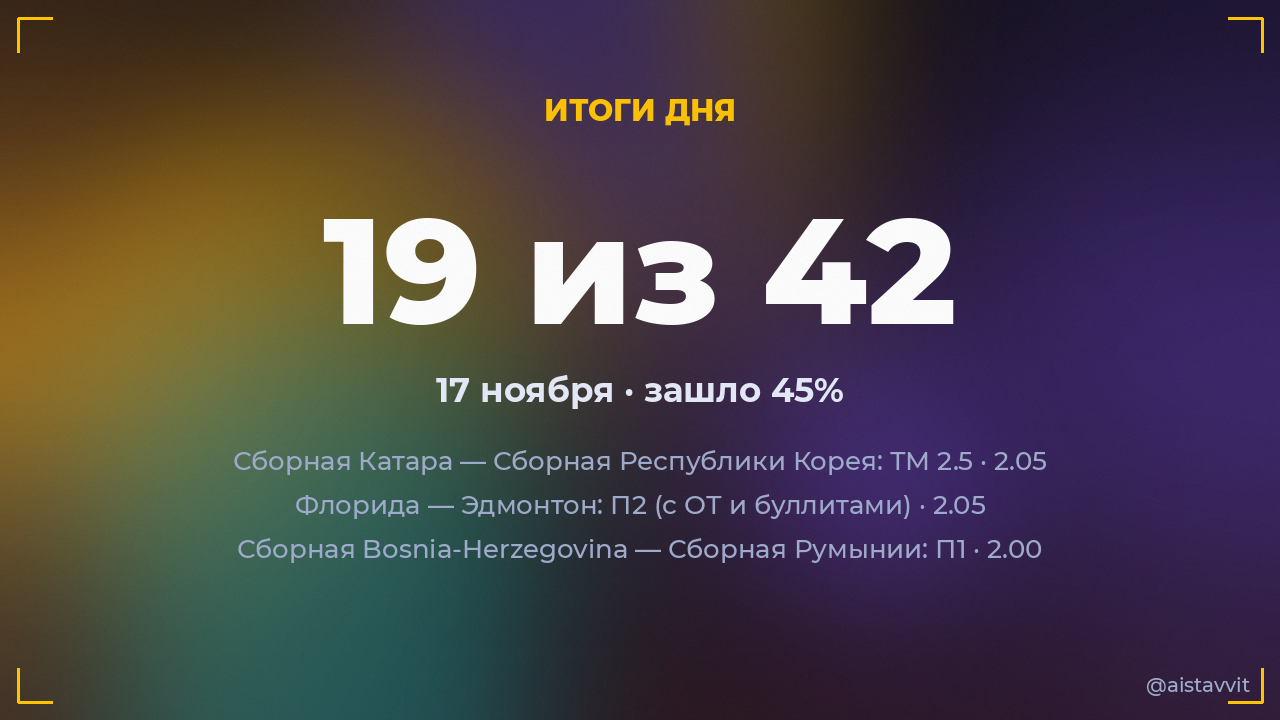 ИТОГИ ДНЯ
19 из 42
17 ноября · зашло 45%
Сборная Катара — Сборная Республики Корея: ТМ 2.5 · 2.05
Флорида — Эдмонтон: П2 (с ОТ и буллитами) · 2.05
Сборная Bosnia-Herzegovina — Сборная Румынии: П1 · 2.00
@aistavvit